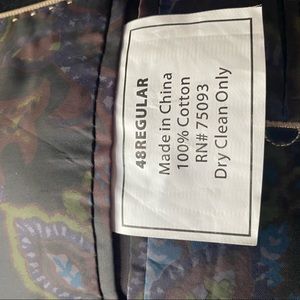 48REGULAR
Made in China
100% Cotton
RN# 75093
Dry Clean Only